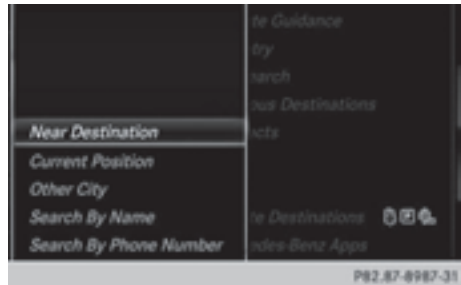 te Guidance
try
earch
ous Destinations
Near Destination
acts
Current Position
Other City
Search By Name
te Destinations
Search By Phone Number
edes-Benz Apps
P82.87-8987-31